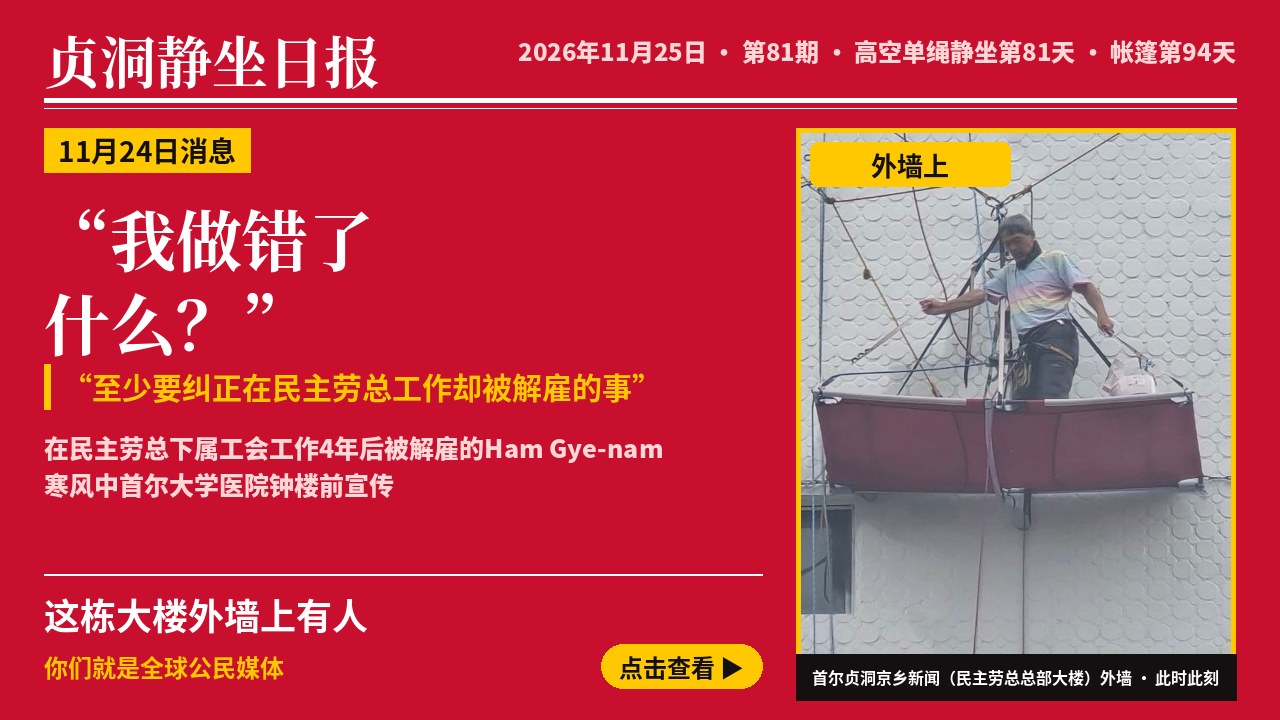 贞洞静坐日报
2026年11月25日 · 第81期 · 高空单绳静坐第81天 · 帐篷第94天
11月24日消息
“我做错了
什么？”
“至少要纠正在民主劳总工作却被解雇的事”
在民主劳总下属工会工作4年后被解雇的Ham Gye-nam
寒风中首尔大学医院钟楼前宣传
这栋大楼外墙上有人
你们就是全球公民媒体
点击查看 ▶
外墙上
首尔贞洞京乡新闻（民主劳总总部大楼）外墙 · 此时此刻